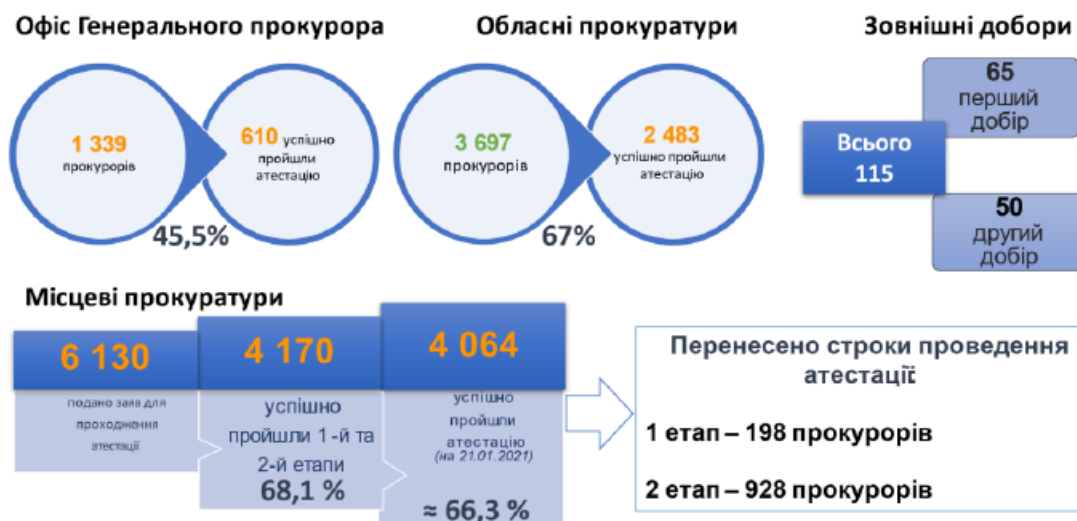 Офіс Генерального прокурора
1 339
прокурорів
610 успішно
пройшли
атестацію
45,5%
Обласні прокуратури
3 697
прокурорів
2 483
успішно пройшли
атестацію
67%
Зовнішні добори
65
перший
добір
Всього
115
50
другий
добір
Місцеві прокуратури
6 130
подано заяв для
проходження
атестації
4 170
успішно
пройшли 1-й та
2-й етапи
68,1 %
4 064
успішно
пройшли
атестацію
(на 21.01.2021)
≈ 66,3 %
Перенесено строки проведення
атестації:
1 етап – 198 прокурорів
2 етап – 928 прокурорів